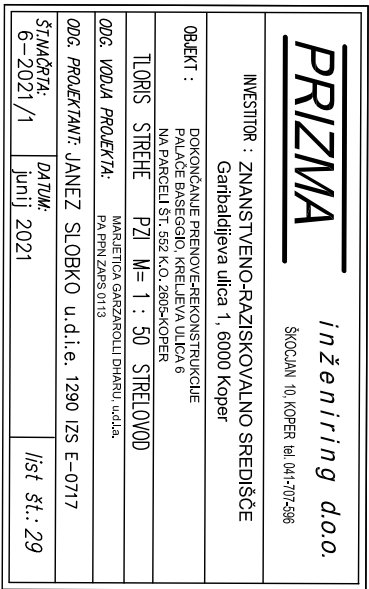 PRIZMA inženiring d.o.o.
ŠKOCJAN 10, KOPER tel. 041-707-596
INVESTITOR : ZNANSTVENO-RAZISKOVALNO SREDIŠČE
Garibaldijeva ulica 1, 6000 Koper
OBJEKT :
DOKONČANJE PRENOVE-REKONSTRUKCIJE
PALAČE BASEGGIO, KRELJEVA ULICA 6
NA PARCELI ŠT. 552 K.O. 2605-KOPER
TLORIS STREHE PZI M= 1 : 50 STRELOVOD
ODG. VODJA PROJEKTA: MARJETICA GARZAROLLI DHARU, u.d.i.a.
PA PPN ZAPS 0113
ODG. PROJEKTANT: JANEZ SLOBKO u.d.i.e. 1290 IZS E-0717
ŠT.NAČRTA: DATUM:
6-2021/1 junij 2021 list št.: 29